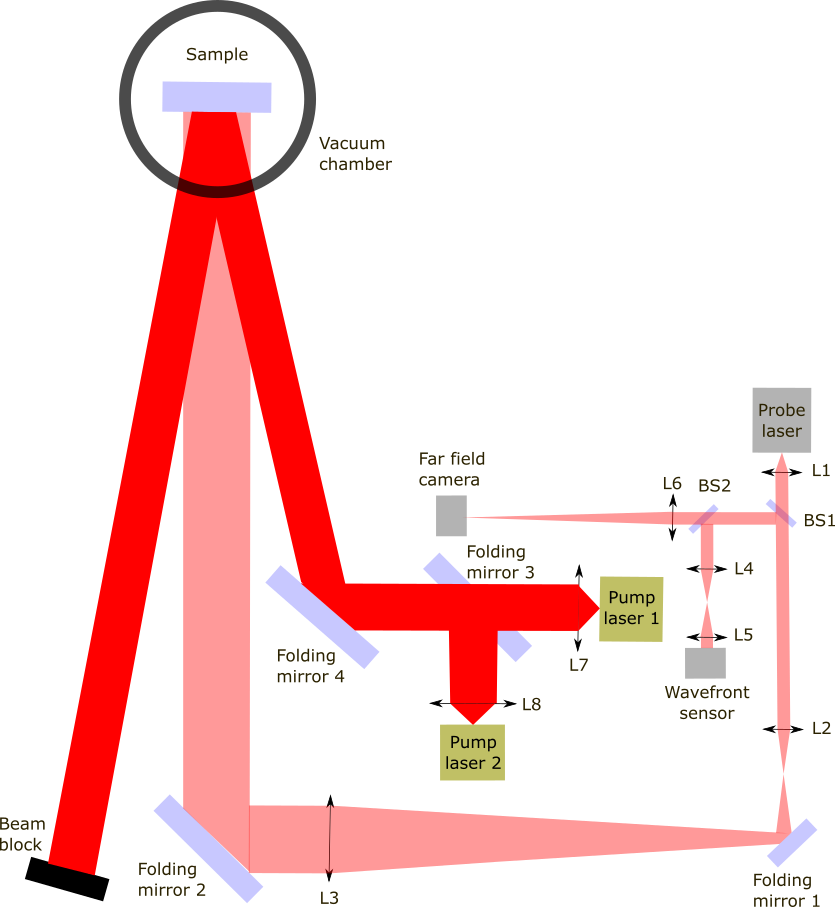 Sample
Vacuum
chamber
Probe
laser
L1
Far field
camera
L6
BS2
BS1
Folding
mirror 3
L4
Pump
laser 1
L5
Folding
mirror 4
L7
Wavefront
sensor
L8
L2
Pump
laser 2
Beam
block
Folding
mirror 2
L3
Folding
mirror 1